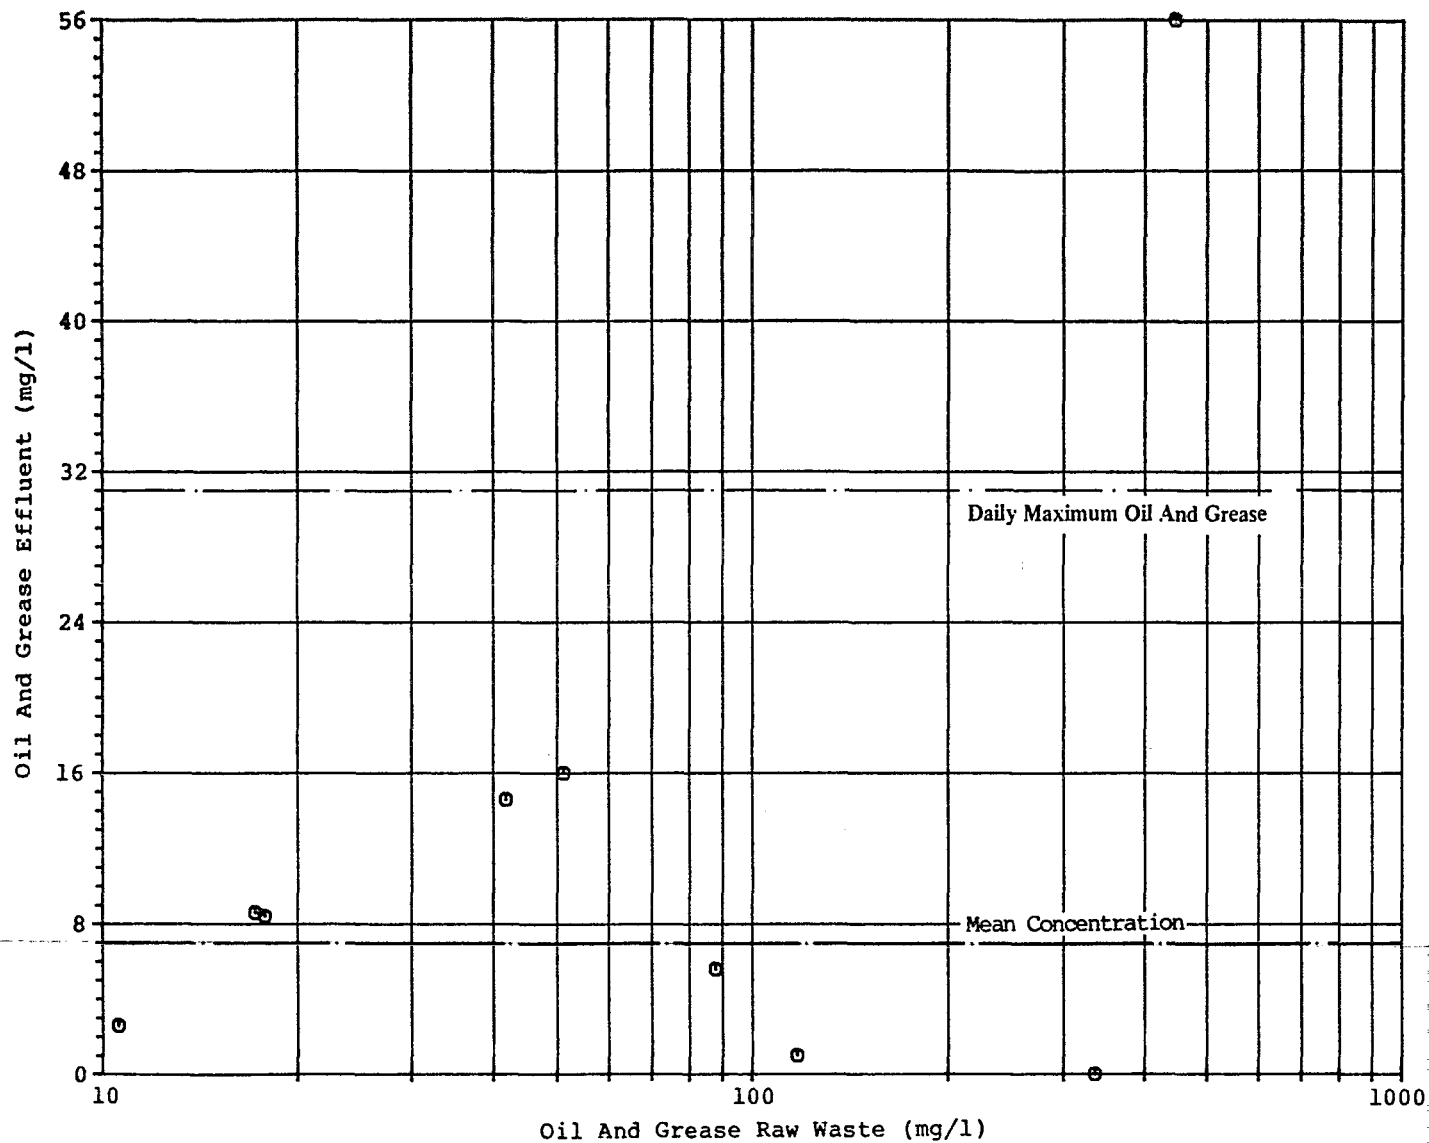 56
48
40
32
Daily Maximum Oil And Grease
24
16
8
Mean Concentration
0
10
100
1000
Oil And Grease Raw Waste (mg/l)
Oil And Grease Effluent (mg/l)